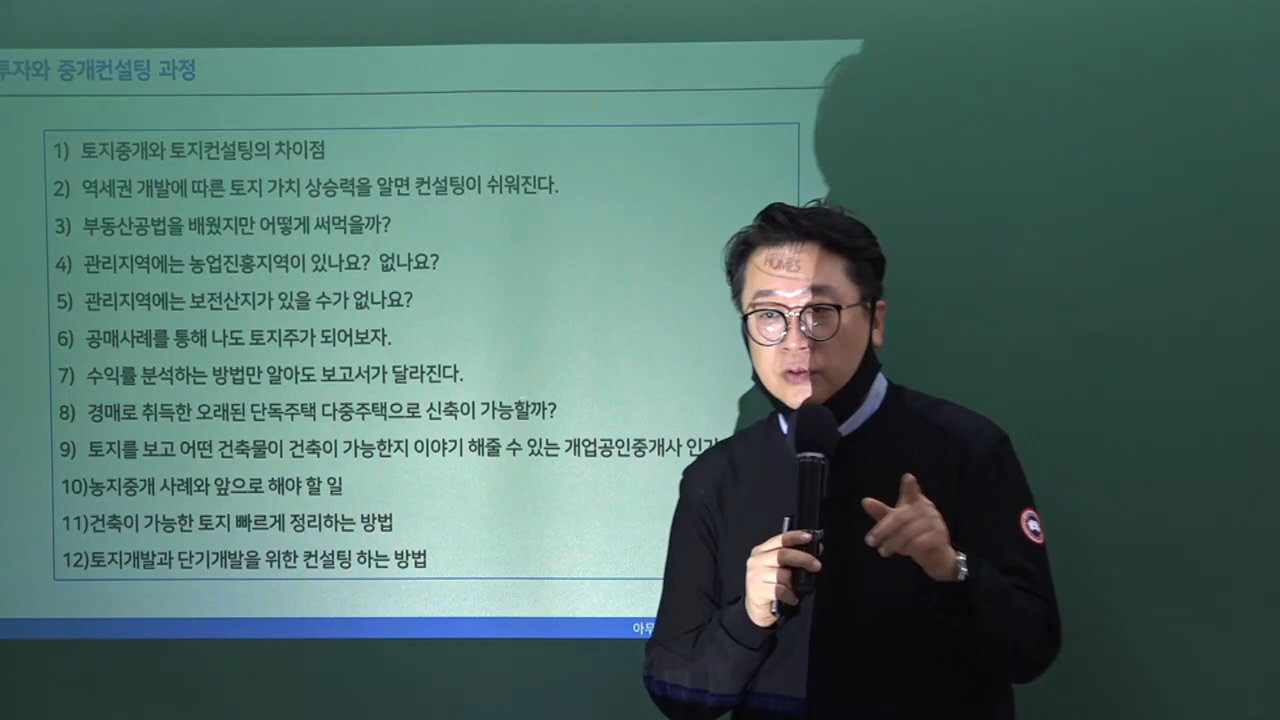 투자와 중개컨설팅 과정
1) 토지중개와 토지컨설팅의 차이점
2) 역세권 개발에 따른 토지 가치 상승력을 알면 컨설팅이 쉬워진다.
3) 부동산공법을 배웠지만 어떻게 써먹을까?
4) 관리지역에는 농업진흥지역이 있나요? 없나요?
5) 관리지역에는 보전산지가 있을 수가 없나요?
6) 공매사례를 통해 나도 토지주가 되어보자.
7) 수익률 분석하는 방법만 알아도 보고서가 달라진다.
8) 경매로 취득한 오래된 단독주택 다중주택으로 신축이 가능할까?
9) 토지를 보고 어떤 건축물이 건축이 가능한지 이야기 해줄 수 있는 개업공인중개사
10)농지중개 사례와 앞으로 해야 할 일
11)건축이 가능한 토지 빠르게 정리하는 방법
12)토지개발과 단기개발을 위한 컨설팅 하는 방법
HOMES